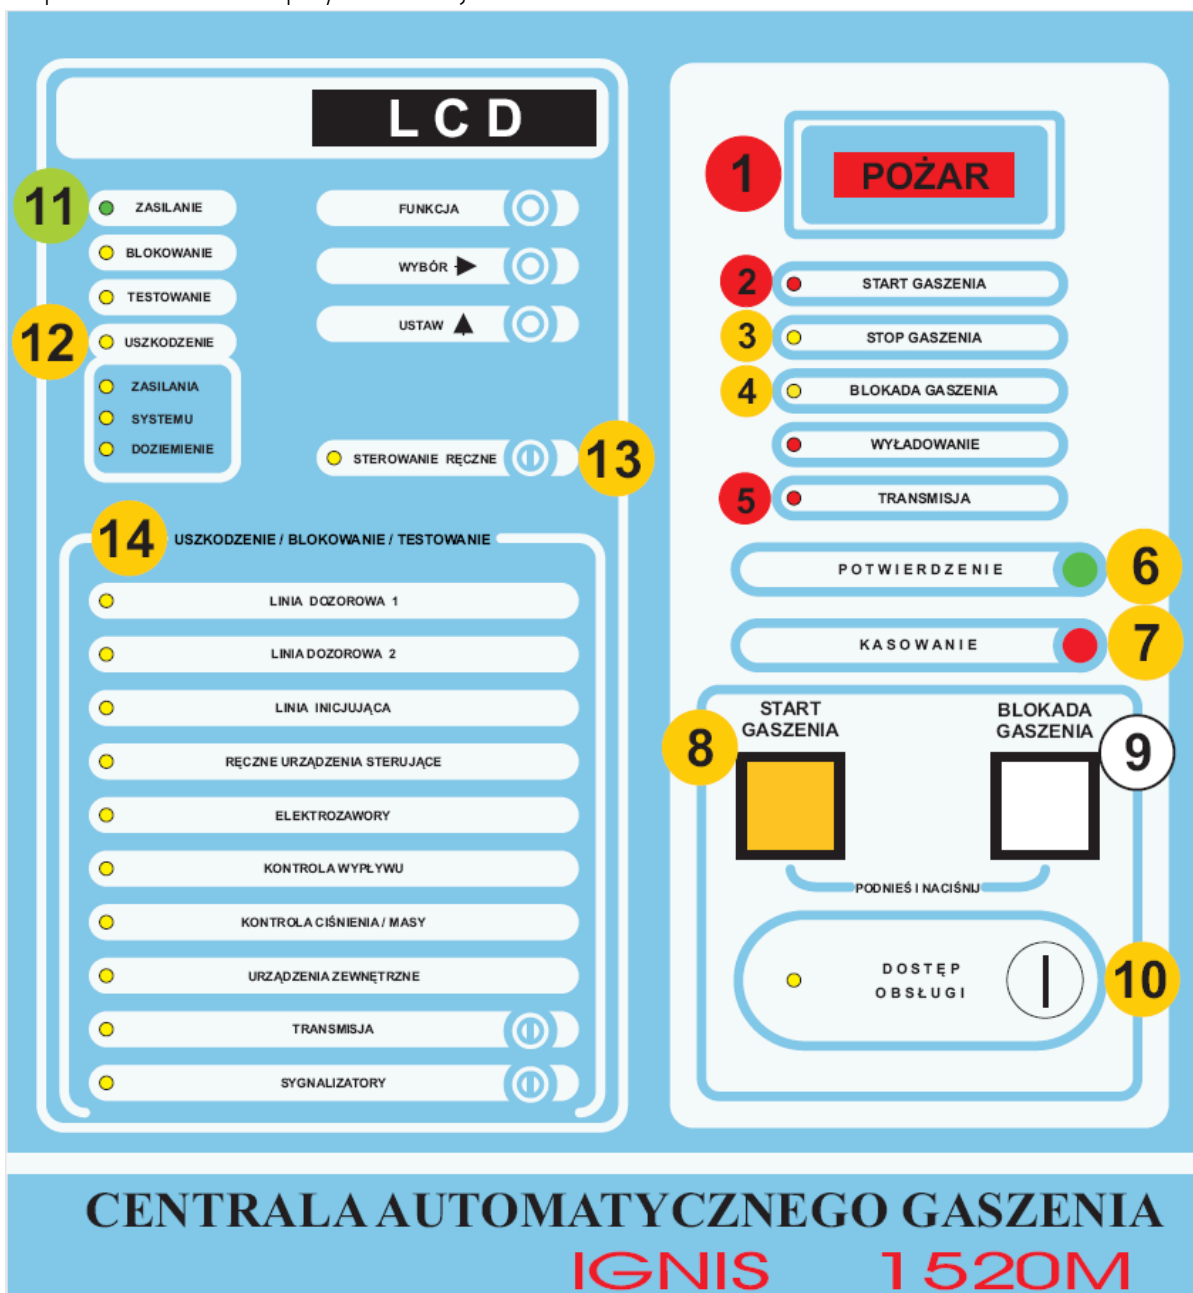 LCD
11
ZASILANIE
BLOKOWANIE
TESTOWANIE
12
USZKODZENIE
ZASILANIA
SYSTEMU
DOZIEMIENIE
FUNKCJA
WYBÓR
USTAW
STEROWANIE RĘCZNE
13
14
USZKODZENIE / BLOKOWANIE / TESTOWANIE
LINIA DOZOROWA 1
LINIA DOZOROWA 2
LINIA INICJUJĄCA
RĘCZNE URZĄDZENIA STERUJĄCE
ELEKTROZAWORY
KONTROLA WYPŁYWU
KONTROLA CIŚNIENIA / MASY
URZĄDZENIA ZEWNĘTRZNE
TRANSMISJA
SYGNALIZATORY
1
POŻAR
2
START GASZENIA
3
STOP GASZENIA
4
BLOKADA GASZENIA
WYŁADOWANIE
5
TRANSMISJA
POTWIERDZENIE
6
KASOWANIE
7
8
START
GASZENIA
BLOKADA
GASZENIA
9
PODNIEŚ I NACIŚNIJ
DOSTĘP
OBSŁUGI
10
CENTRALA AUTOMATYCZNEGO GASZENIA
IGNIS 1520M